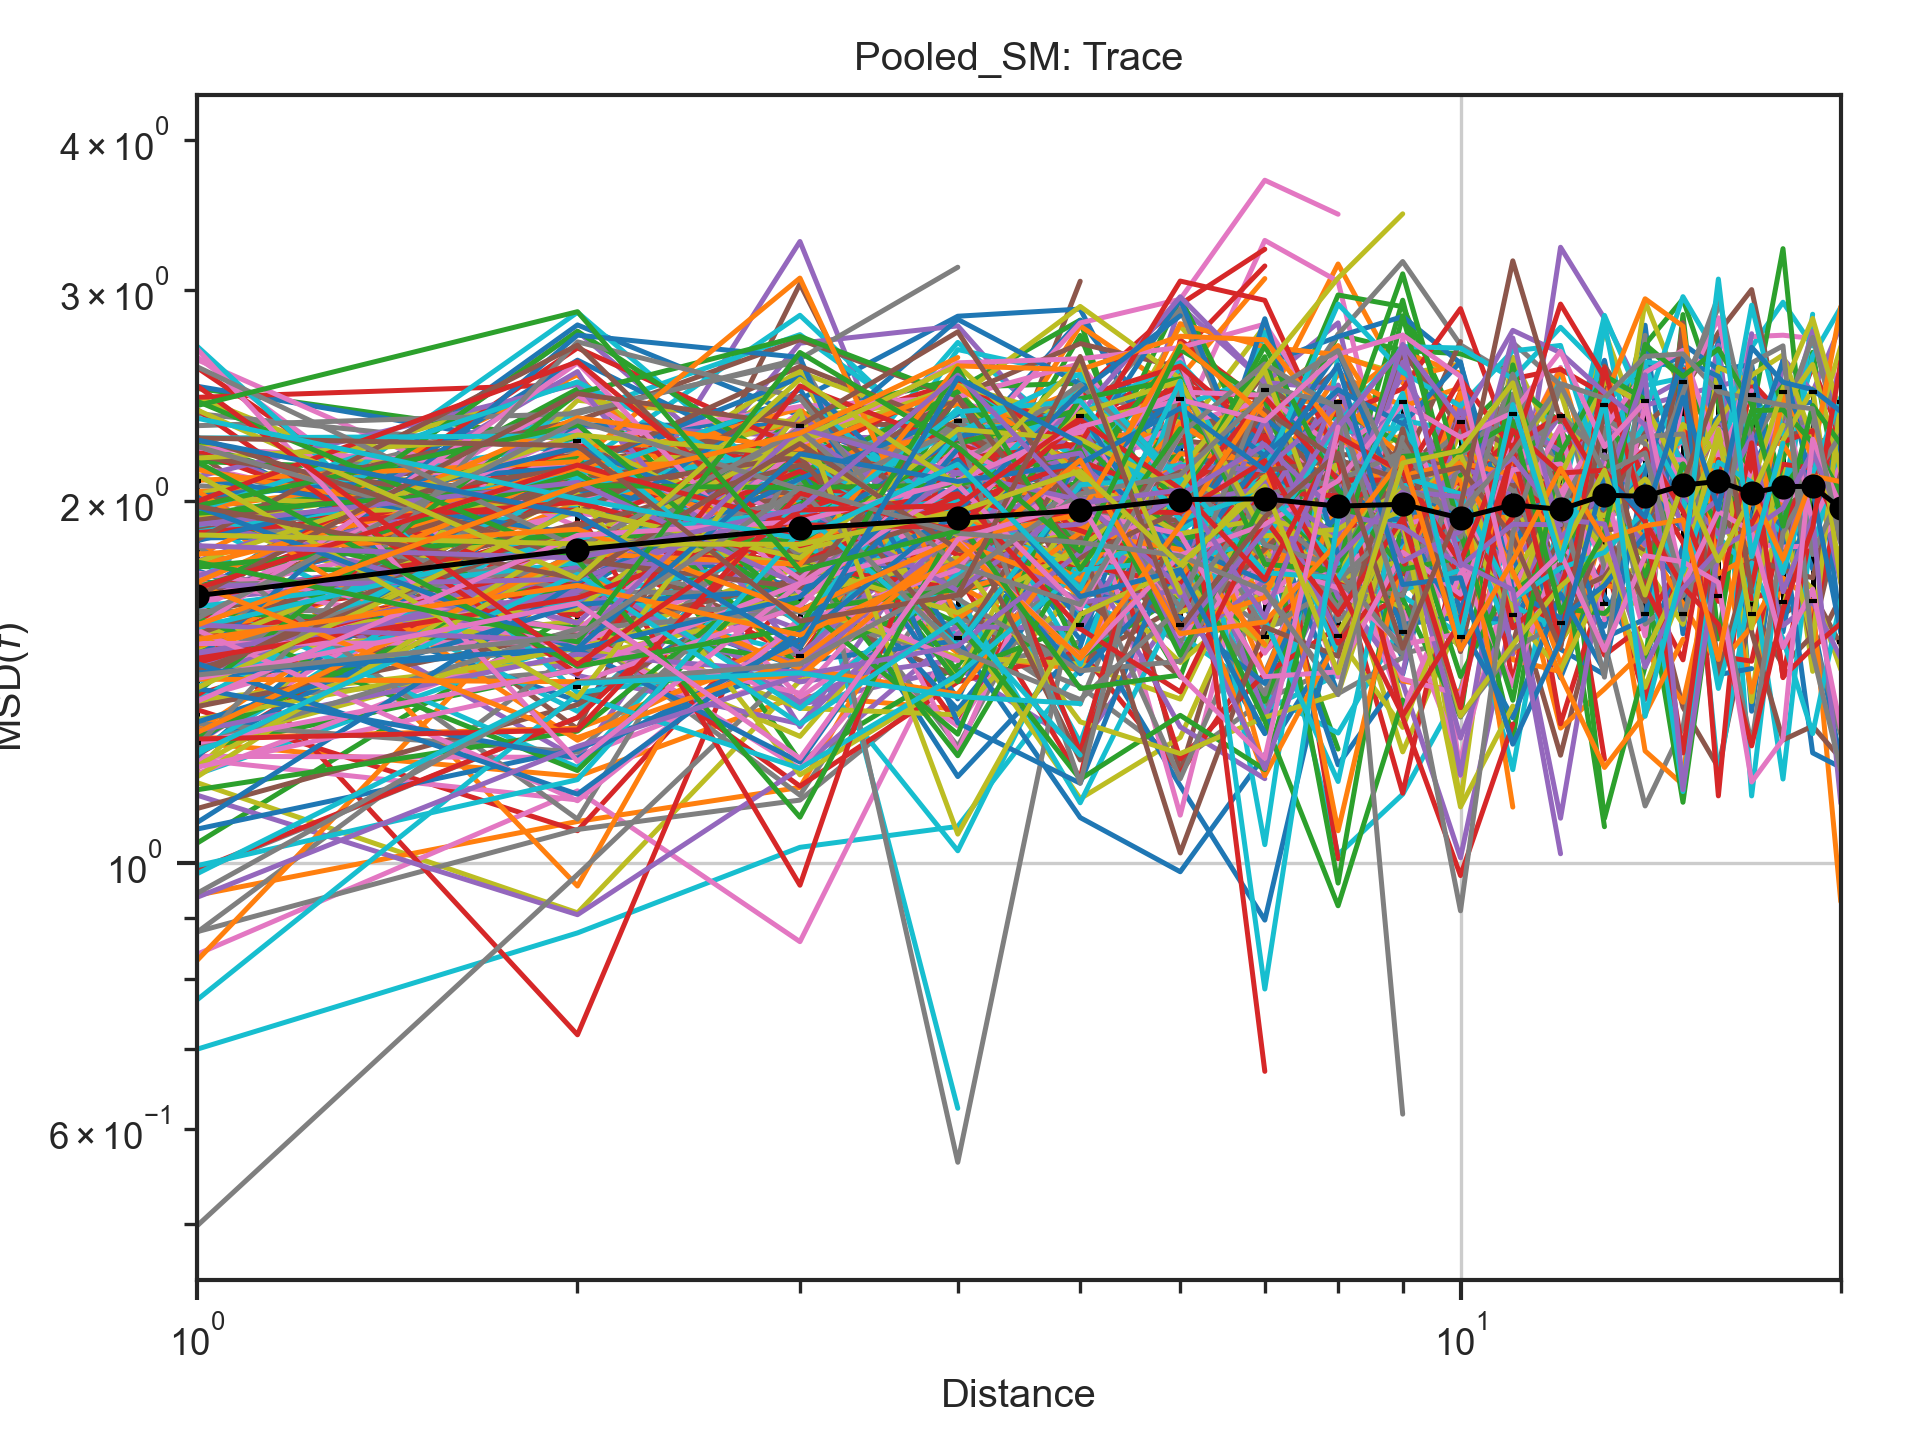 Pooled_SM: Trace
4 × 10⁰
3 × 10⁰
2 × 10⁰
10⁰
6 × 10⁻¹
MSD(f)
10⁰
10¹
Distance